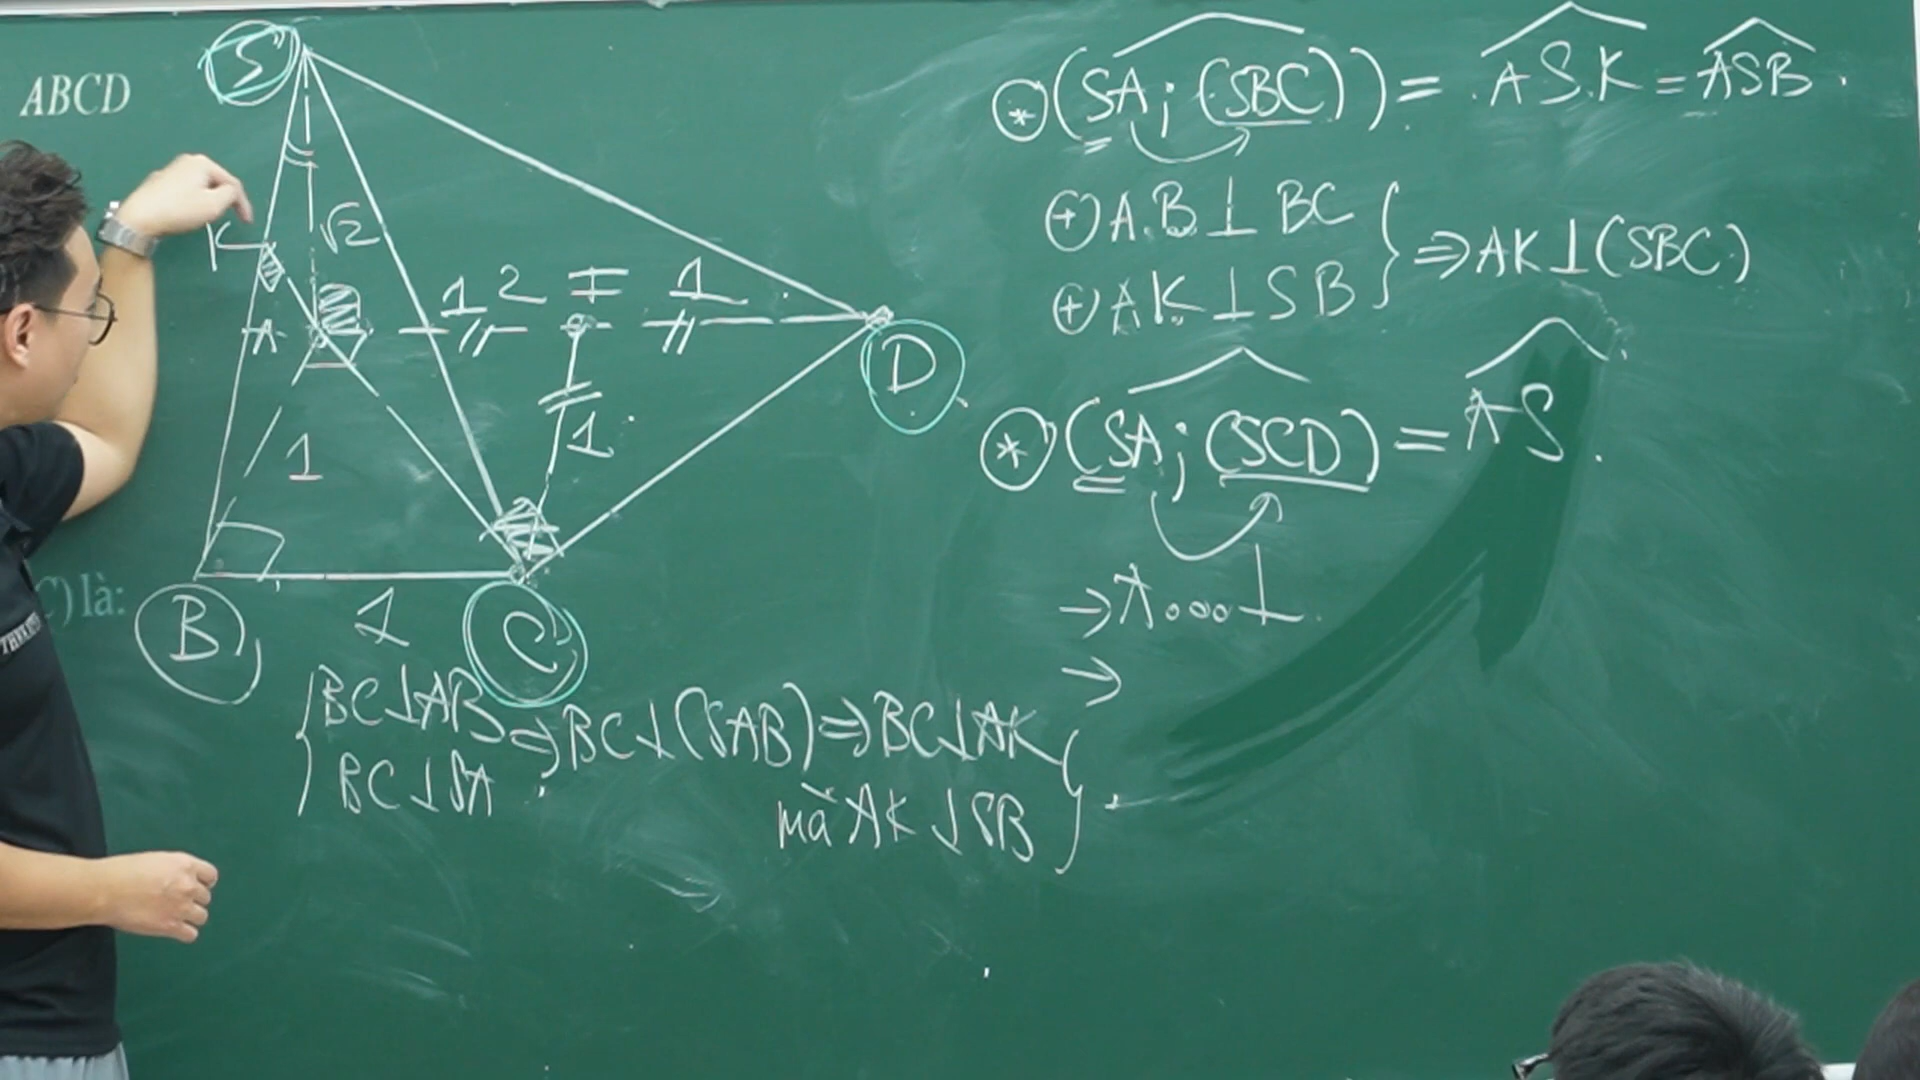 ABCD
S
K
√2
A
1
2
I
1
D
1
1
B
1
C
C) là:
⊛ (SA; (SBC)) = ASK = ASB.
⊕ AB ⊥ BC
⊕ AK ⊥ SB } ⇒ AK ⊥ (SBC)
⊛ (SA; (SCD)) = AS
→ A... ⊥
→
{ BC ⊥ AB
BC ⊥ SA ⇒ BC ⊥ (SAB) ⇒ BC ⊥ AK
mà AK ⊥ SB }